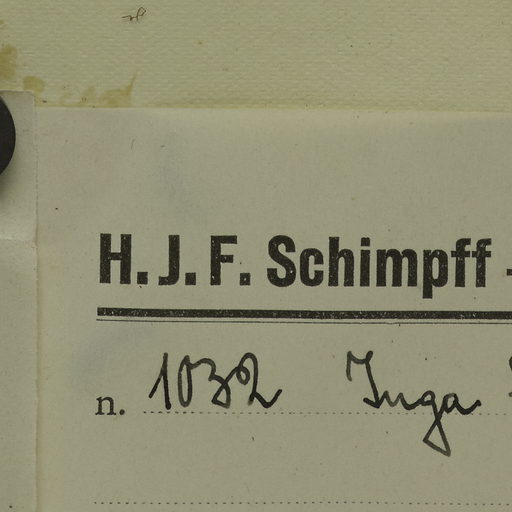 H. J. F. Schimpff -
n. 1032 Inga